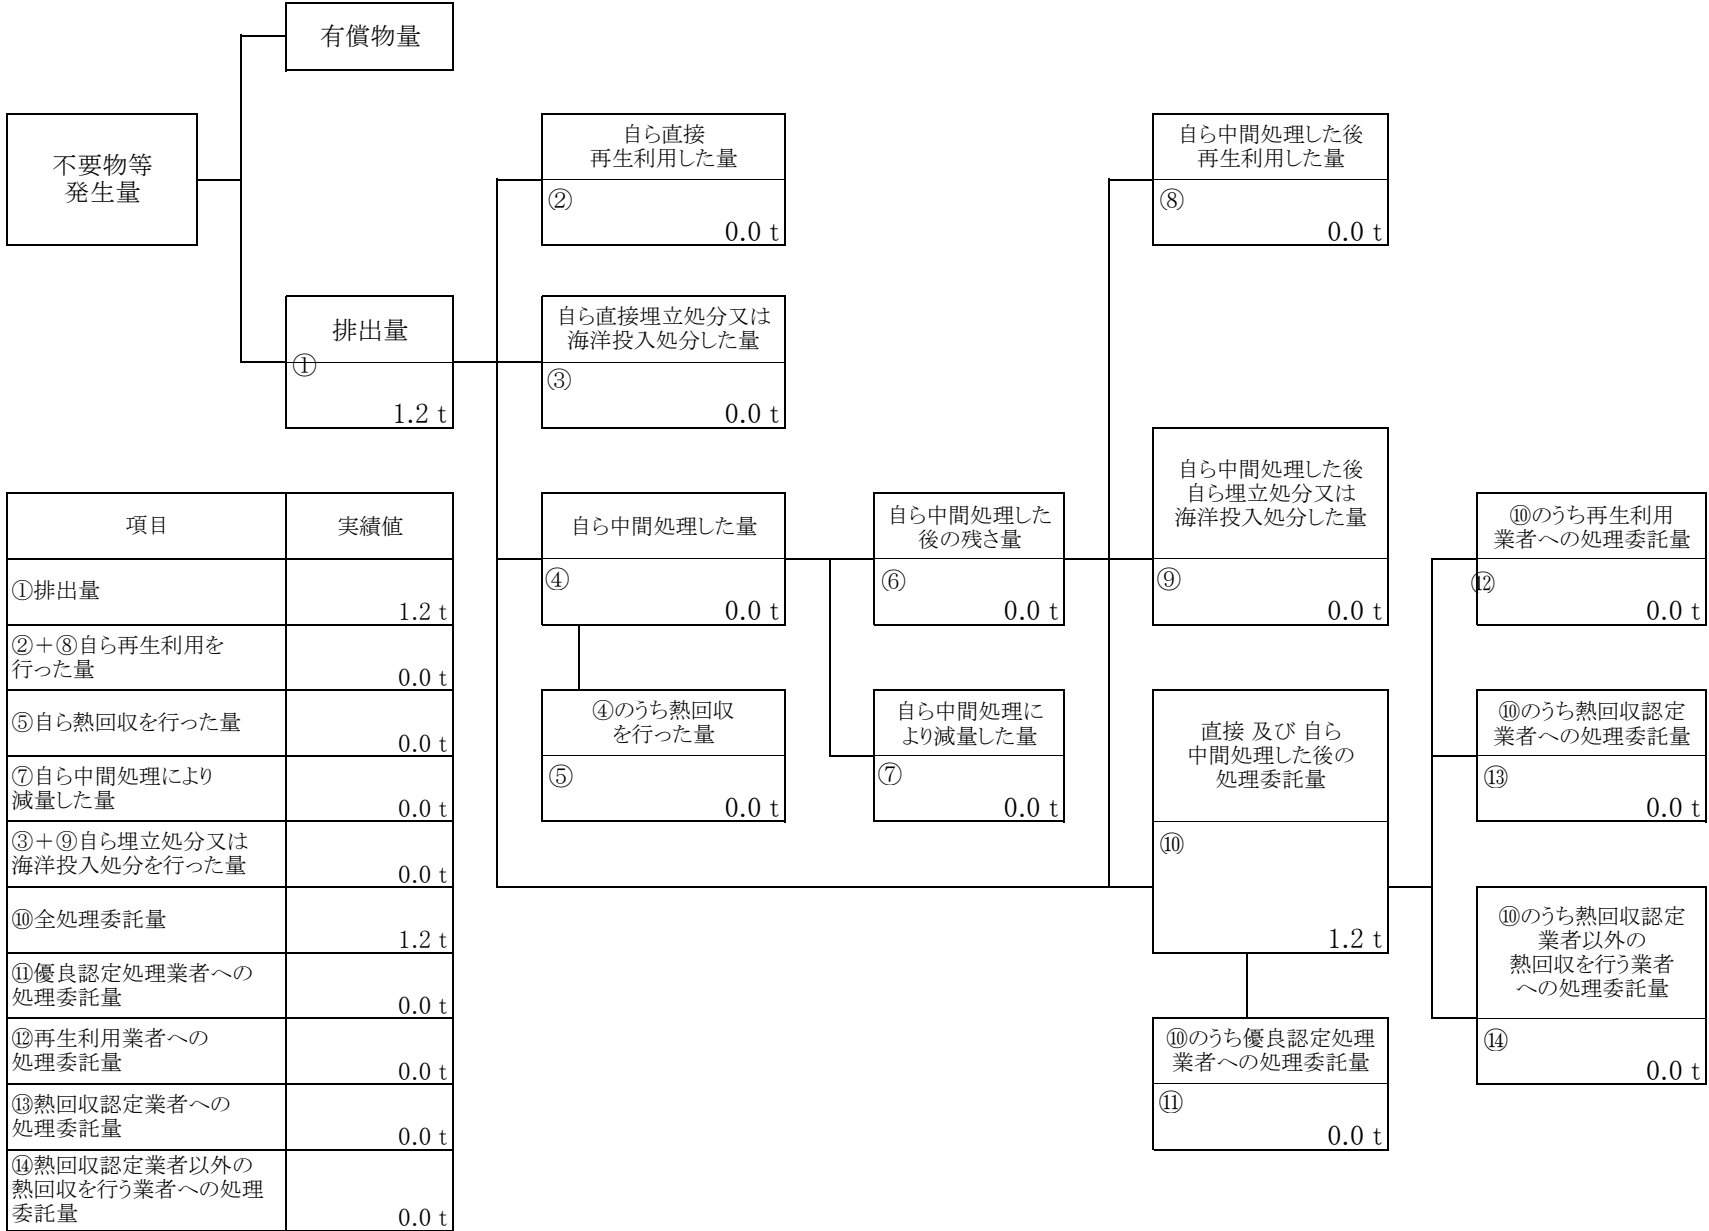 有償物量
不要物等
発生量
自ら直接
再生利用した量
②
0.0 t
自ら中間処理した後
再生利用した量
⑧
0.0 t
排出量
①
1.2 t
自ら直接埋立処分又は
海洋投入処分した量
③
0.0 t
自ら中間処理した量
④
0.0 t
自ら中間処理した
後の残さ量
⑥
0.0 t
自ら中間処理した後
自ら埋立処分又は
海洋投入処分した量
⑨
0.0 t
⑩のうち再生利用
業者への処理委託量
⑫
0.0 t
④のうち熱回収
を行った量
⑤
0.0 t
自ら中間処理に
より減量した量
⑦
0.0 t
直接 及び 自ら
中間処理した後の
処理委託量
⑩
1.2 t
⑩のうち熱回収認定
業者への処理委託量
⑬
0.0 t
⑩のうち熱回収認定
業者以外の
熱回収を行う業者
への処理委託量
⑭
0.0 t
⑩のうち優良認定処理
業者への処理委託量
⑪
0.0 t
項目
実績値
①排出量
1.2 t
②＋⑧自ら再生利用を
行った量
0.0 t
⑤自ら熱回収を行った量
0.0 t
⑦自ら中間処理により
減量した量
0.0 t
③＋⑨自ら埋立処分又は
海洋投入処分を行った量
0.0 t
⑩全処理委託量
1.2 t
⑪優良認定処理業者への
処理委託量
0.0 t
⑫再生利用業者への
処理委託量
0.0 t
⑬熱回収認定業者への
処理委託量
0.0 t
⑭熱回収認定業者以外の
熱回収を行う業者への処理
委託量
0.0 t